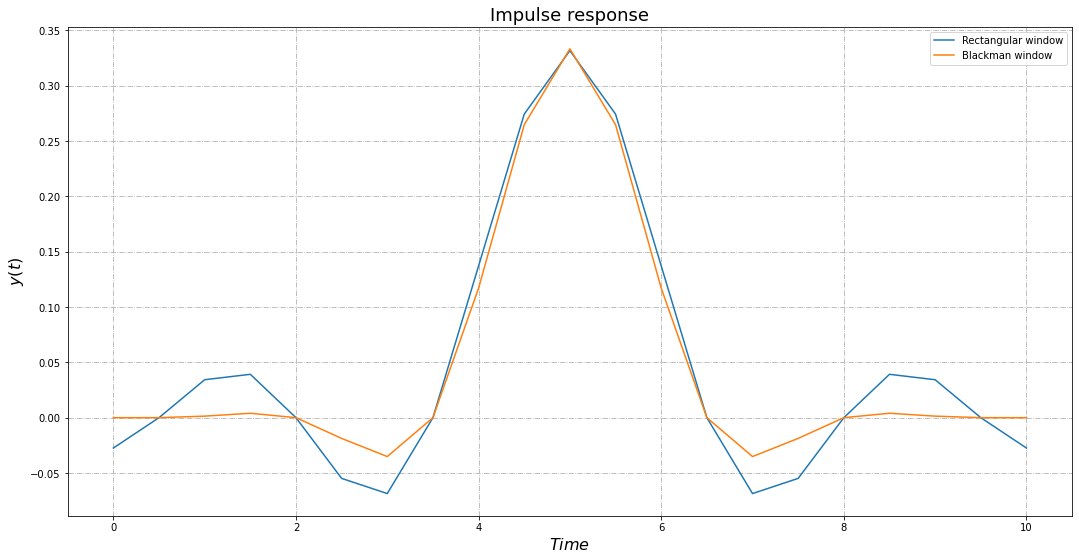 Impulse response
Rectangular window
Blackman window
0.35
0.30
0.25
0.20
0.15
0.10
0.05
0.00
−0.05
y(t)
0 2 4 6 8 10
Time